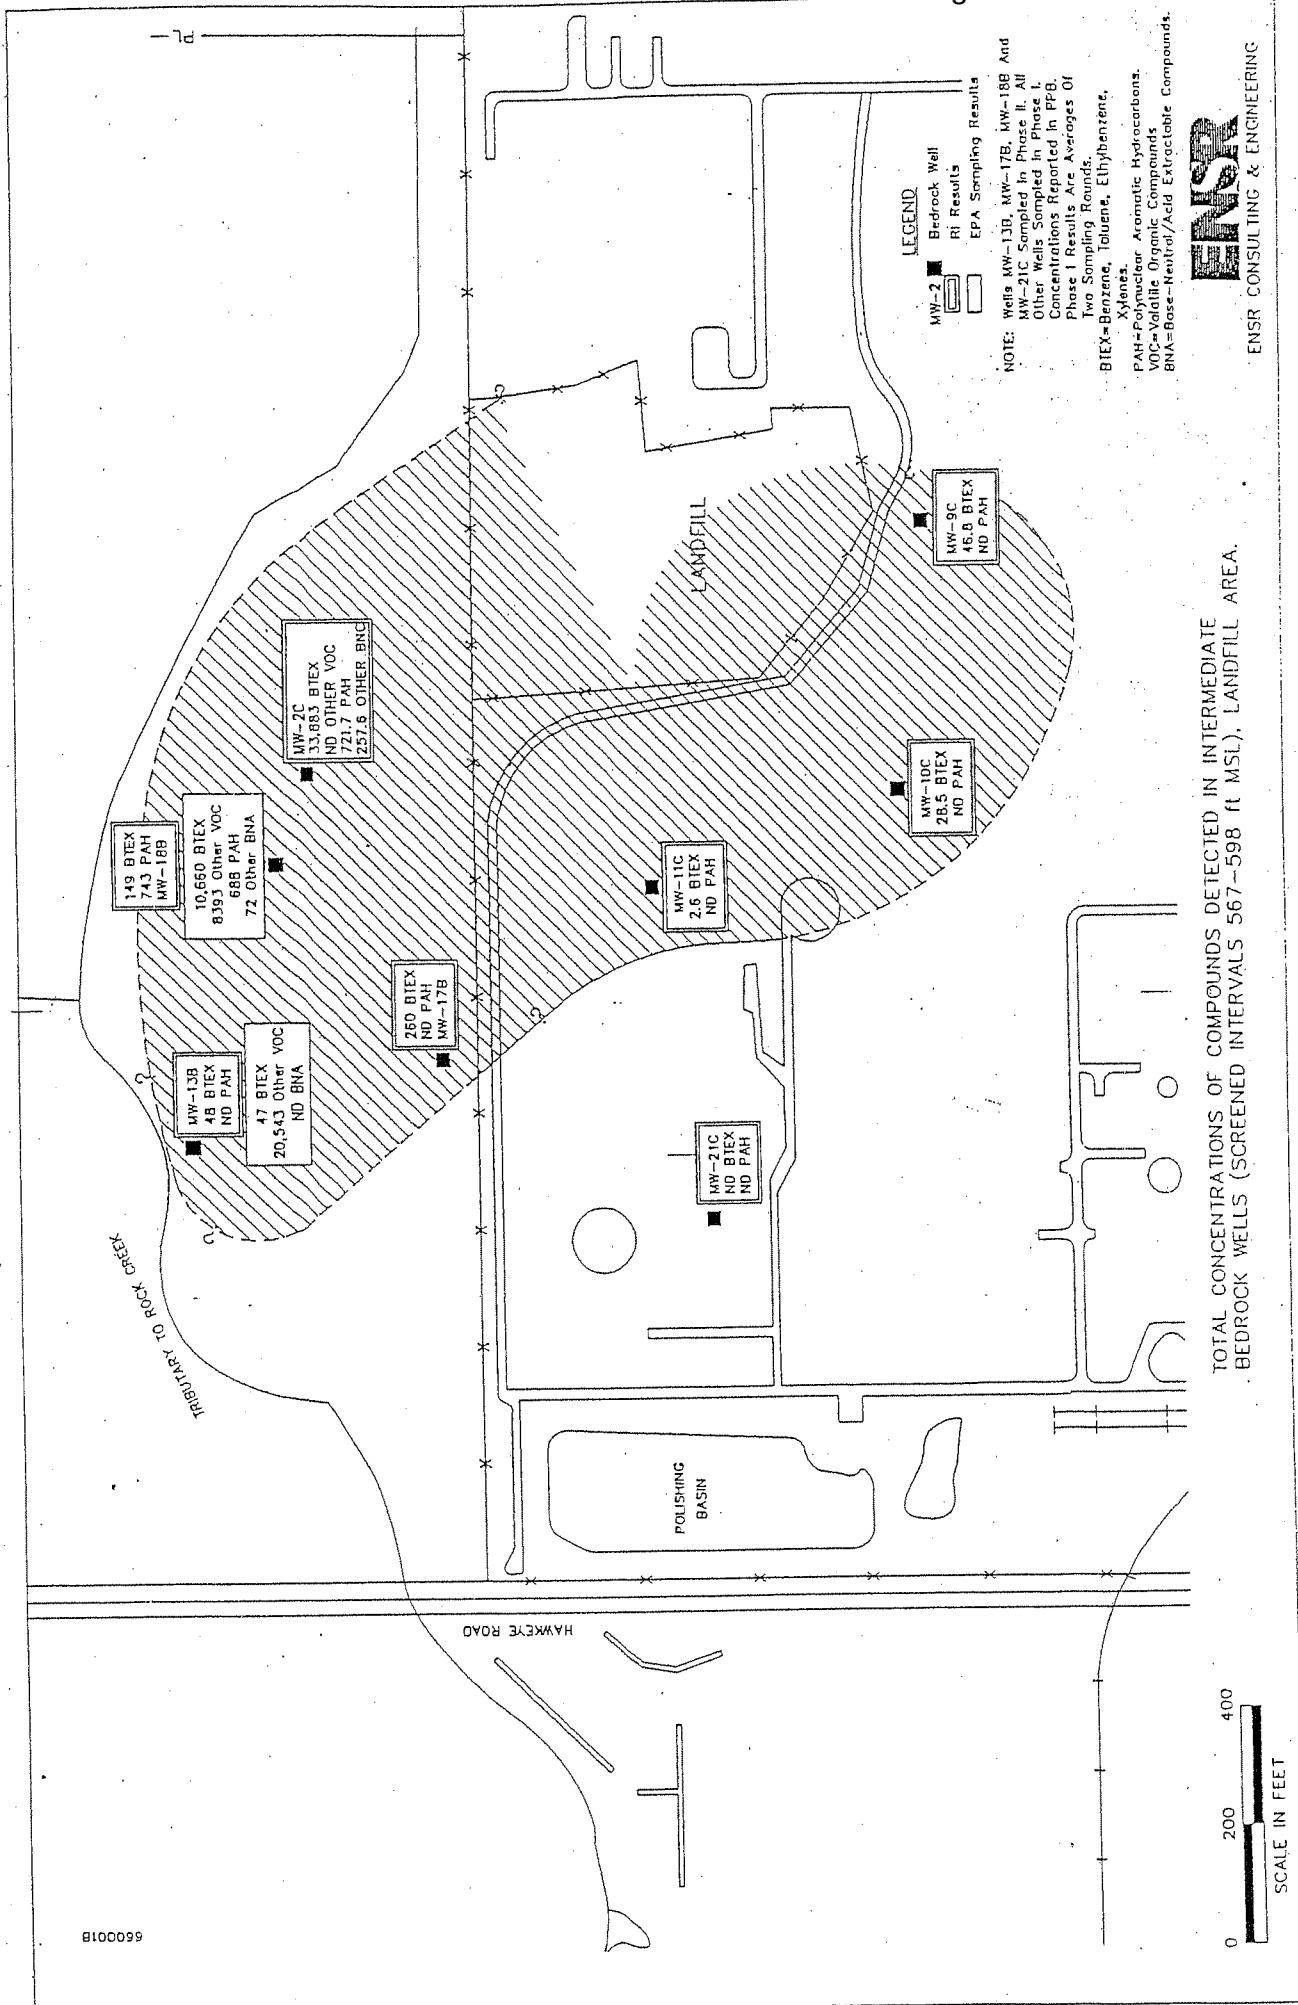 PL
TRIBUTARY TO ROCK CREEK
MW-13B
48 BTEX
ND PAH
47 BTEX
20,543 Other VOC
ND BNA
149 BTEX
743 PAH
MW-18B
10,660 BTEX
8393 Other VOC
688 PAH
72 Other BNA
MW-2C
33,883 BTEX
ND OTHER VOC
721.7 PAH
257.6 OTHER BNC
260 BTEX
ND PAH
MW-17B
MW-11C
2.6 BTEX
ND PAH
LANDFILL
MW-21C
ND BTEX
ND PAH
MW-10C
28.5 BTEX
ND PAH
MW-9C
46.8 BTEX
ND PAH
POLISHING
BASIN
HAWKEYE ROAD
6600018
LEGEND
MW-2 Bedrock Well
RI Results
EPA Sampling Results
NOTE: Wells MW-13B, MW-17B, MW-18B And
MW-21C Sampled In Phase II. All
Other Wells Sampled In Phase I.
Concentrations Reported In PPB.
Phase I Results Are Averages Of
Two Sampling Rounds.
BTEX=Benzene, Toluene, Ethylbenzene,
Xylenes.
PAH=Polynuclear Aromatic Hydrocarbons.
VOC=Volatile Organic Compounds
BNA=Base-Neutral/Acid Extractable Compounds.
ENSR
ENSR CONSULTING & ENGINEERING
TOTAL CONCENTRATIONS OF COMPOUNDS DETECTED IN INTERMEDIATE
BEDROCK WELLS (SCREENED INTERVALS 567-598 ft MSL), LANDFILL AREA.
0 200 400
SCALE IN FEET